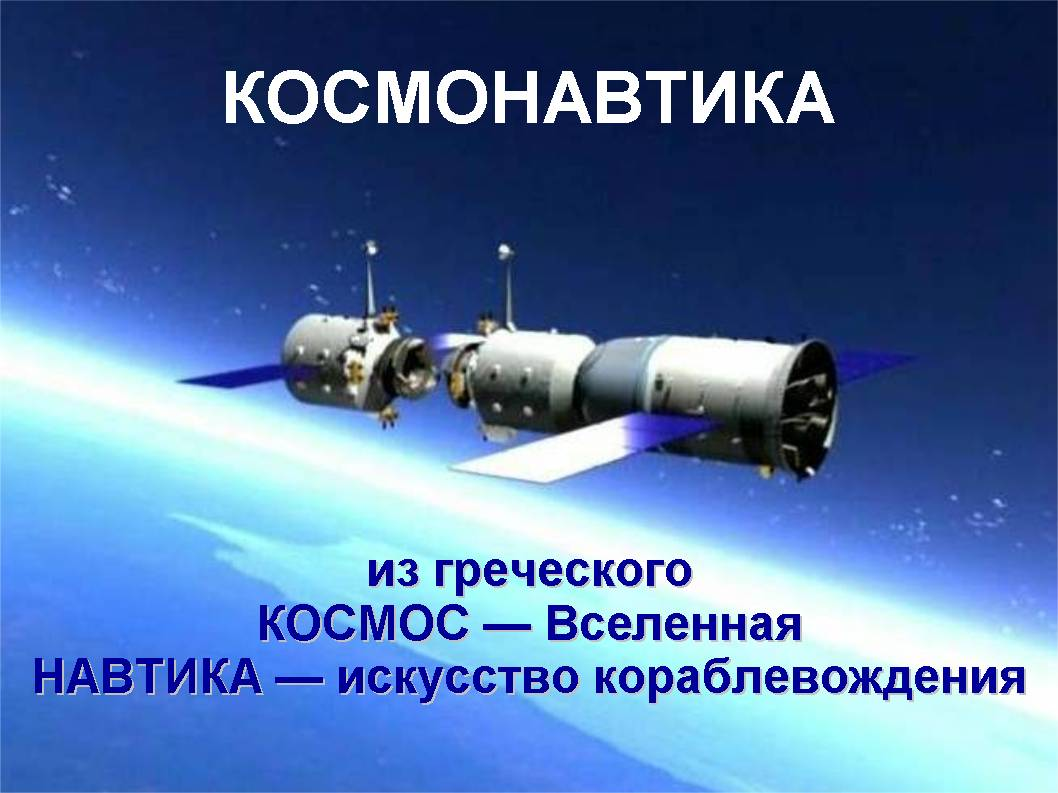 КОСМОНАВТИКА
из греческого
КОСМОС — Вселенная
НАВТИКА — искусство кораблевождения